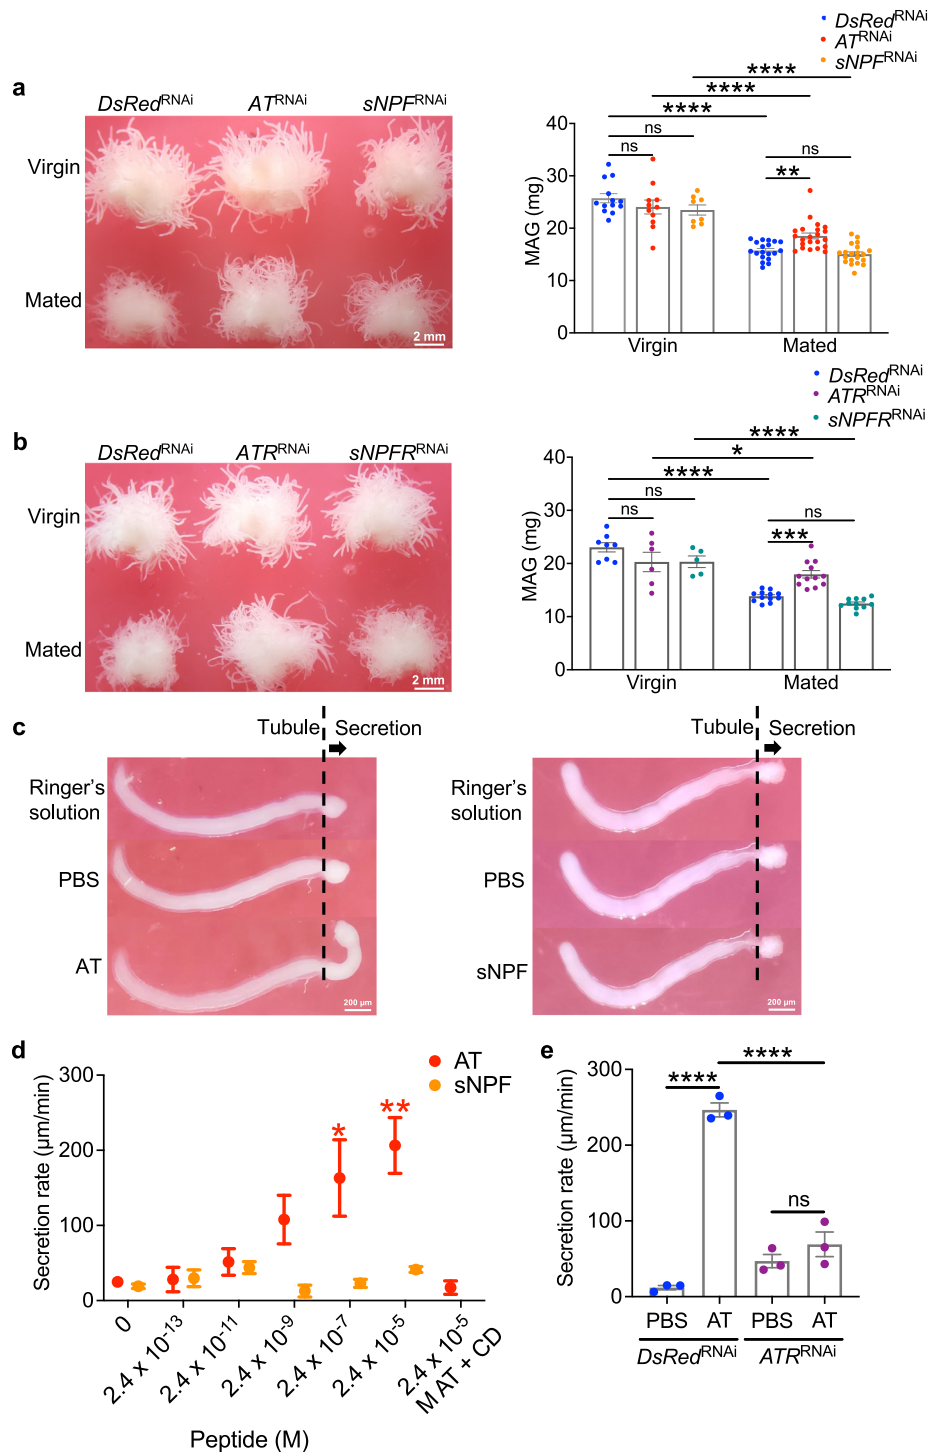 a
DsRedRNAi ATRNAi sNPFRNAi
Virgin
Mated
2 mm
DsRedRNAi
ATRNAi
sNPFRNAi
****
****
****
ns
ns
ns
**
MAG (mg)
40
30
20
10
0
Virgin Mated
b
DsRedRNAi ATRRNAi sNPFRRNAi
Virgin
Mated
2 mm
DsRedRNAi
ATRRNAi
sNPFRRNAi
****
*
****
ns
ns
ns
***
MAG (mg)
40
30
20
10
0
Virgin Mated
c
Tubule Secretion
Ringer's
solution
PBS
AT
200 µm
Tubule Secretion
Ringer's
solution
PBS
sNPF
200 µm
d
AT
sNPF
Secretion rate (µm/min)
300
200
100
0
*
**
0
2.4 x 10-13
2.4 x 10-11
2.4 x 10-9
2.4 x 10-7
2.4 x 10-5
2.4 x 10-5
M AT + CD
Peptide (M)
e
****
****
ns
Secretion rate (µm/min)
300
200
100
0
PBS AT PBS AT
DsRedRNAi ATRRNAi